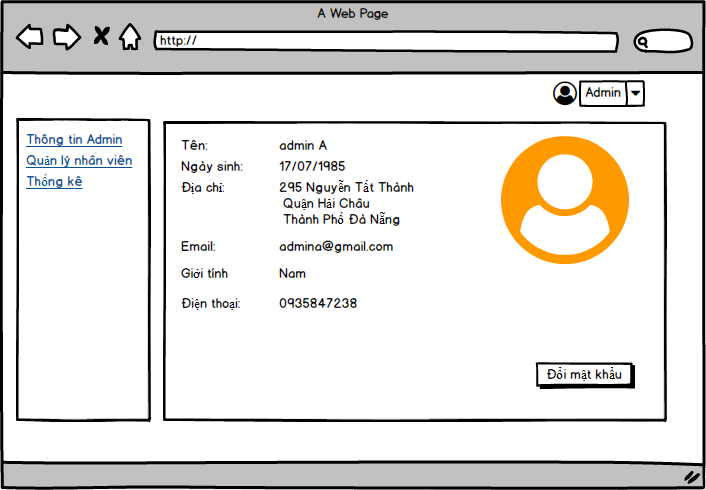 A Web Page
http://
Admin
Thông tin Admin
Quản lý nhân viên
Thống kê
Tên: admin A
Ngày sinh: 17/07/1985
Địa chỉ: 295 Nguyễn Tất Thành
Quận Hải Châu
Thành Phố Đà Nẵng
Email: admina@gmail.com
Giới tính Nam
Điện thoại: 0935847238
Đổi mật khẩu